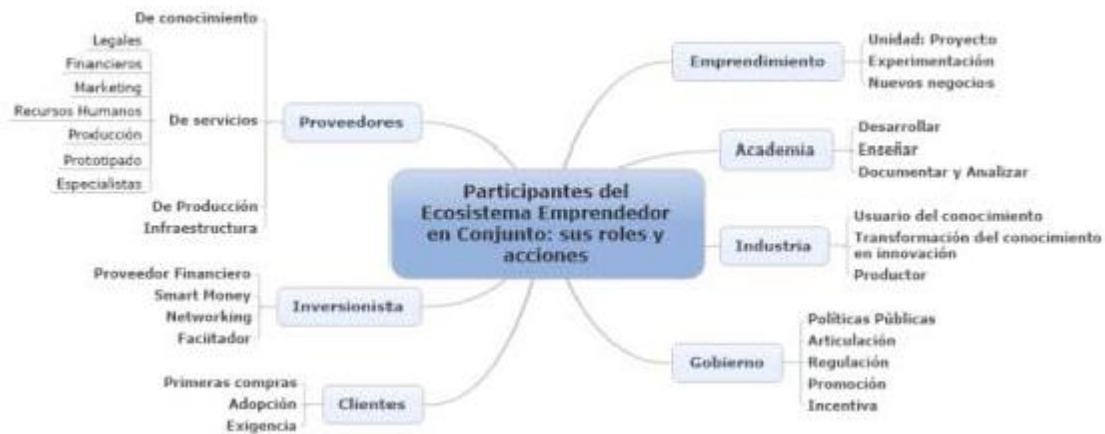 Participantes del
Ecosistema Emprendedor
en Conjunto: sus roles y
acciones
Proveedores
De conocimiento
De servicios
Legales
Financieros
Marketing
Recursos Humanos
Producción
Prototipado
Especialistas
De Producción
Infraestructura
Inversionista
Proveedor Financiero
Smart Money
Networking
Faciitador
Clientes
Primeras compras
Adopción
Exigencia
Emprendimiento
Unidad: Proyecto
Experimentación
Nuevos negocios
Academia
Desarrollar
Enseñar
Documentar y Analizar
Industria
Usuario del conocimiento
Transformación del conocimiento
en innovación
Productor
Gobierno
Políticas Públicas
Articulación
Regulación
Promoción
Incentiva